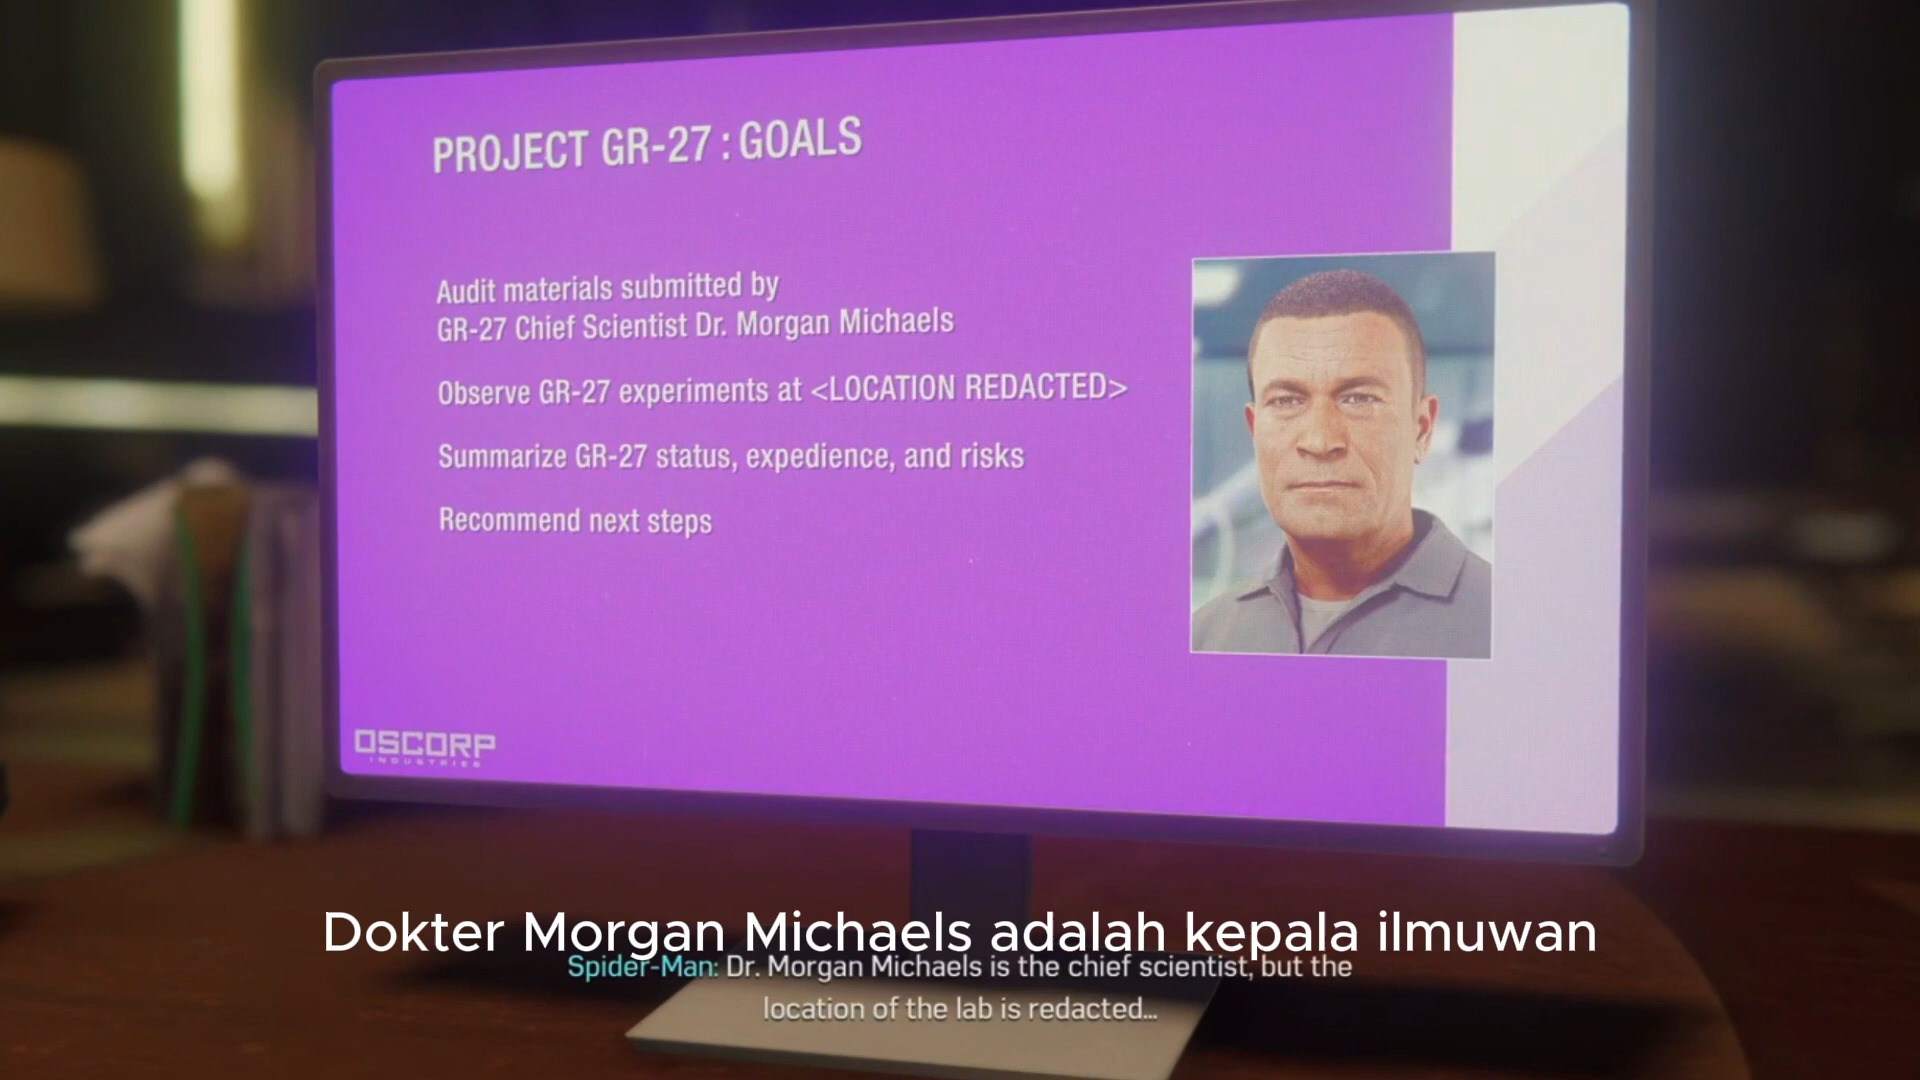 PROJECT GR-27 : GOALS
Audit materials submitted by
GR-27 Chief Scientist Dr. Morgan Michaels
Observe GR-27 experiments at <LOCATION REDACTED>
Summarize GR-27 status, expedience, and risks
Recommend next steps
OSCORP
INDUSTRIES
Dokter Morgan Michaels adalah kepala ilmuwan
Spider-Man: Dr. Morgan Michaels is the chief scientist, but the
location of the lab is redacted...